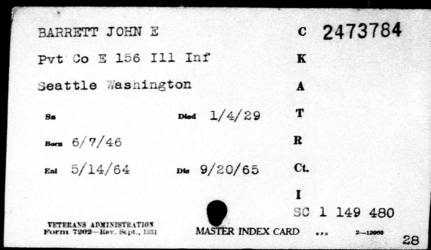 BARRETT JOHN E C 2473784
Pvt Co E 156 Ill Inf K
Seattle Washington A
Sn Died 1/4/29 T
Born 6/7/46 R
Enl 5/14/64 Dis 9/20/65 Ct.
I
SC 1 149 480
VETERANS ADMINISTRATION
Form 7202—Rev. Sept., 1931 MASTER INDEX CARD 2—12060
28